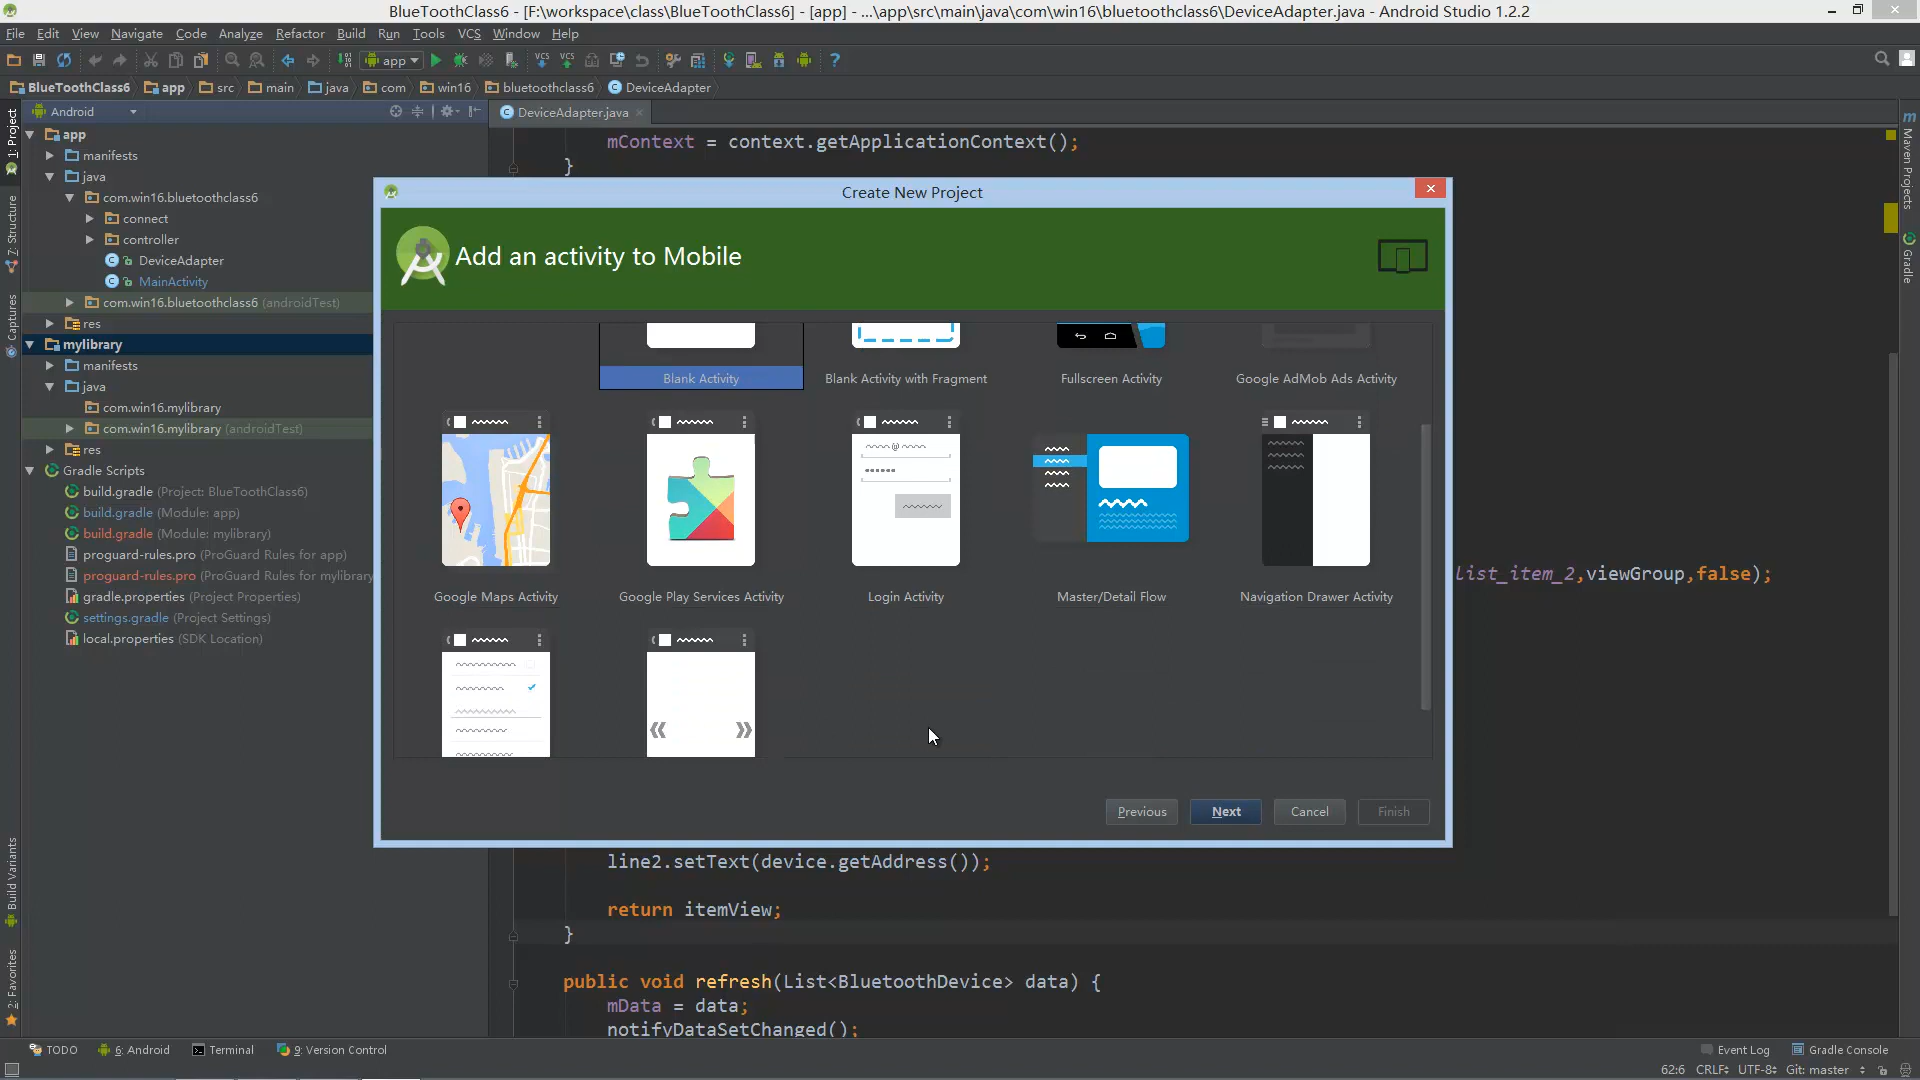 BlueToothClass6 - [F:\workspace\class\BlueToothClass6] - [app] - ...\app\src\main\java\com\win16\bluetoothclass6\DeviceAdapter.java - Android Studio 1.2.2
File Edit View Navigate Code Analyze Refactor Build Run Tools VCS Window Help
app
BlueToothClass6 app src main java com win16 bluetoothclass6 DeviceAdapter
Android
DeviceAdapter.java
1: Project
7: Structure
Captures
Build Variants
2: Favorites
app
manifests
java
com.win16.bluetoothclass6
connect
controller
DeviceAdapter
MainActivity
com.win16.bluetoothclass6 (androidTest)
res
mylibrary
manifests
java
com.win16.mylibrary
com.win16.mylibrary (androidTest)
res
Gradle Scripts
build.gradle (Project: BlueToothClass6)
build.gradle (Module: app)
build.gradle (Module: mylibrary)
proguard-rules.pro (ProGuard Rules for app)
proguard-rules.pro (ProGuard Rules for mylibrary
gradle.properties (Project Properties)
settings.gradle (Project Settings)
local.properties (SDK Location)
mContext = context.getApplicationContext();
}
Create New Project
Add an activity to Mobile
Blank Activity
Blank Activity with Fragment
Fullscreen Activity
Google AdMob Ads Activity
Google Maps Activity
Google Play Services Activity
Login Activity
Master/Detail Flow
Navigation Drawer Activity
Previous
Next
Cancel
Finish
list_item_2,viewGroup,false);
line2.setText(device.getAddress());
return itemView;
}
public void refresh(List<BluetoothDevice> data) {
mData = data;
notifyDataSetChanged();
Maven Projects
Gradle
TODO 6: Android Terminal 9: Version Control
Event Log Gradle Console
62:6 CRLF UTF-8 Git: master